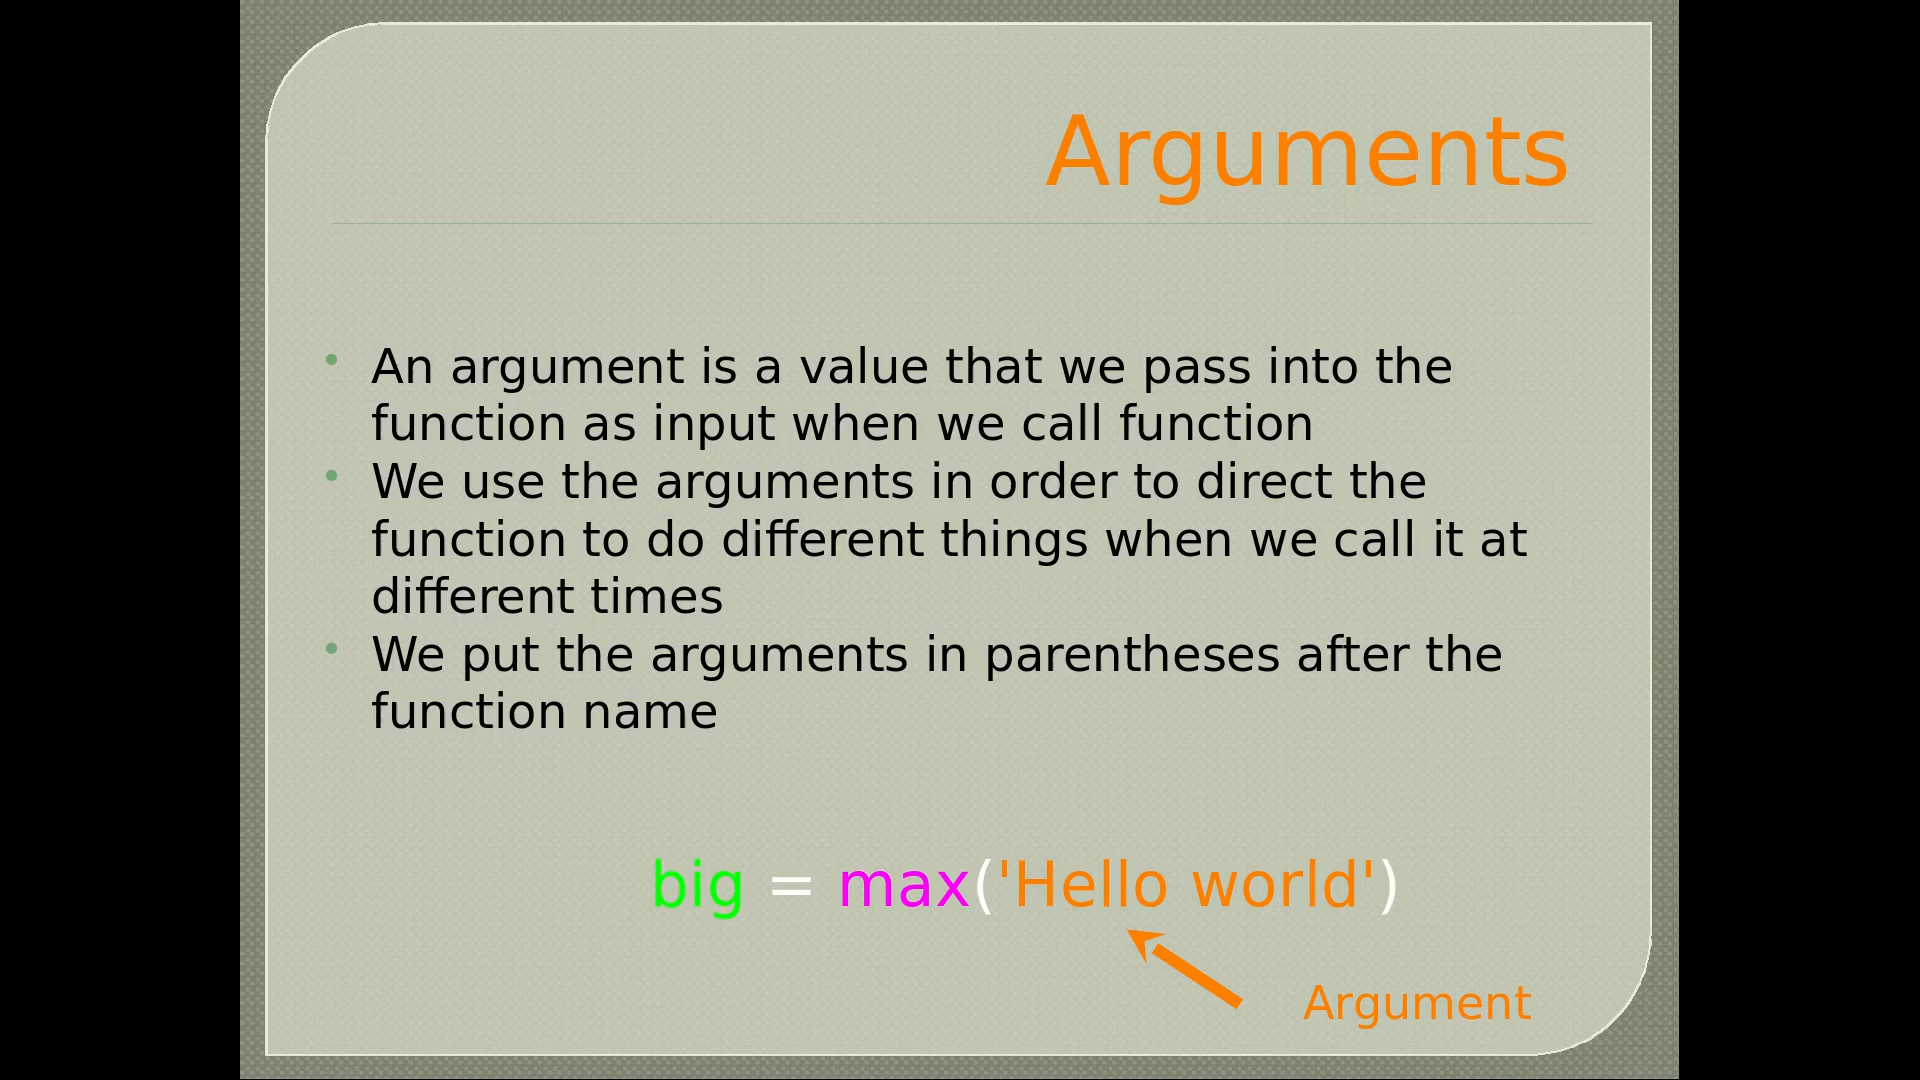 Arguments
• An argument is a value that we pass into the
function as input when we call function
• We use the arguments in order to direct the
function to do different things when we call it at
different times
• We put the arguments in parentheses after the
function name
big = max('Hello world')
Argument